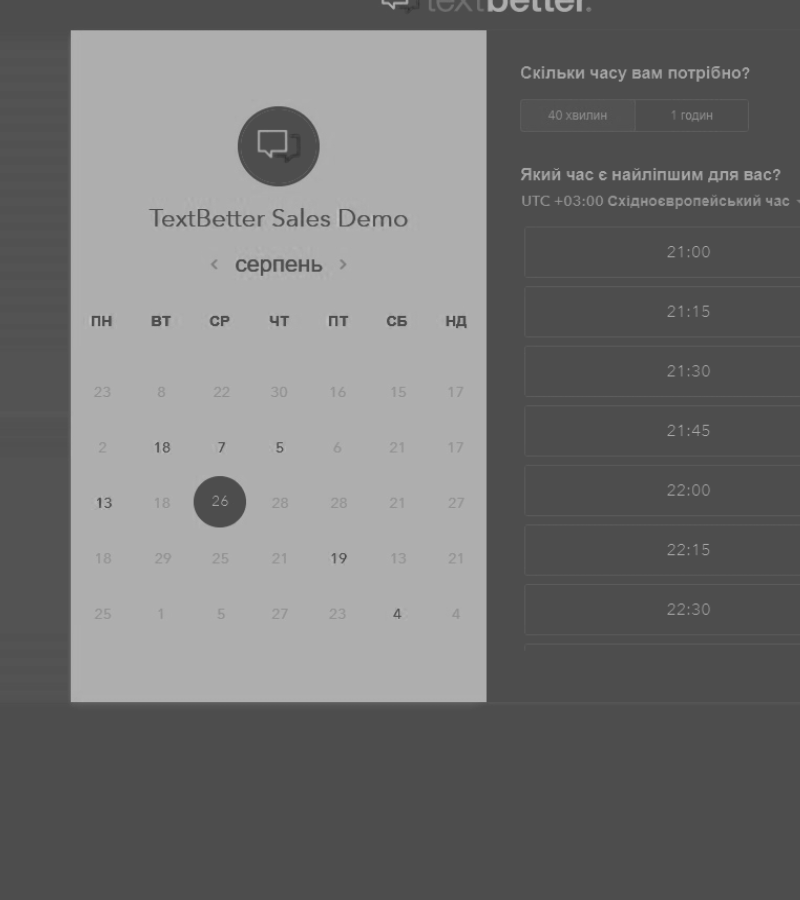 textbetter.
TextBetter Sales Demo
< серпень >
ПН ВТ СР ЧТ ПТ СБ НД
23 8 22 30 16 15 17
2 18 7 5 6 21 17
13 18 26 28 28 21 27
18 29 25 21 19 13 21
25 1 5 27 23 4 4
Скільки часу вам потрібно?
40 хвилин 1 годин
Який час є найліпшим для вас?
UTC +03:00 Східноєвропейський час
21:00
21:15
21:30
21:45
22:00
22:15
22:30